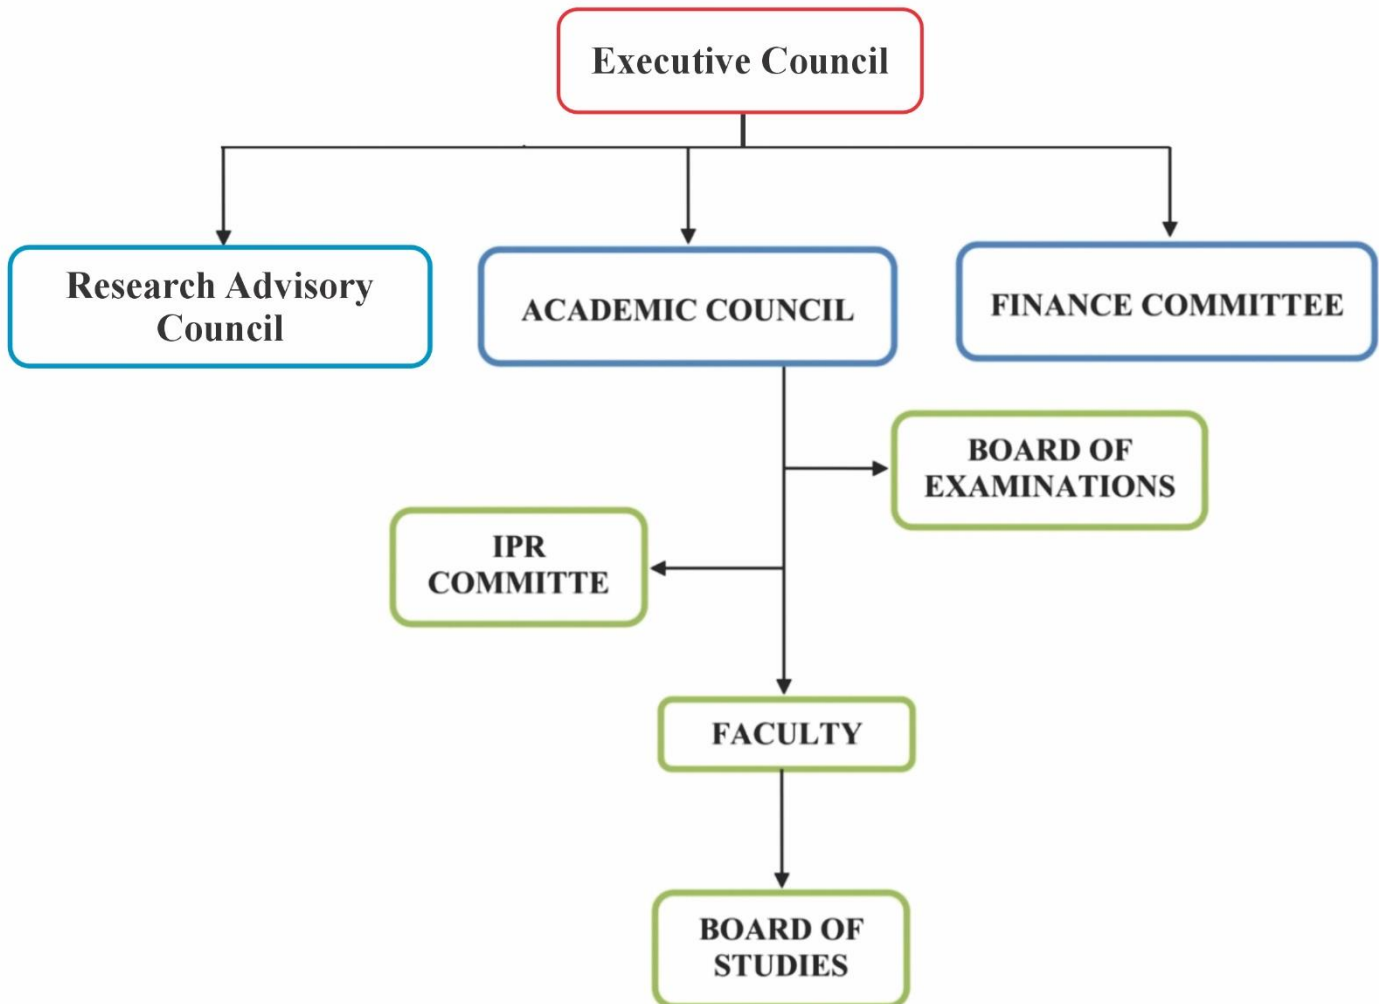 Executive Council
Research Advisory
Council
ACADEMIC COUNCIL
FINANCE COMMITTEE
BOARD OF
EXAMINATIONS
IPR
COMMITTE
FACULTY
BOARD OF
STUDIES